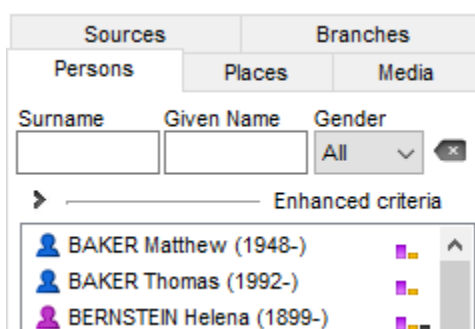 Sources Branches
Persons Places Media
Surname Given Name Gender
All
Enhanced criteria
BAKER Matthew (1948-)
BAKER Thomas (1992-)
BERNSTEIN Helena (1899-)